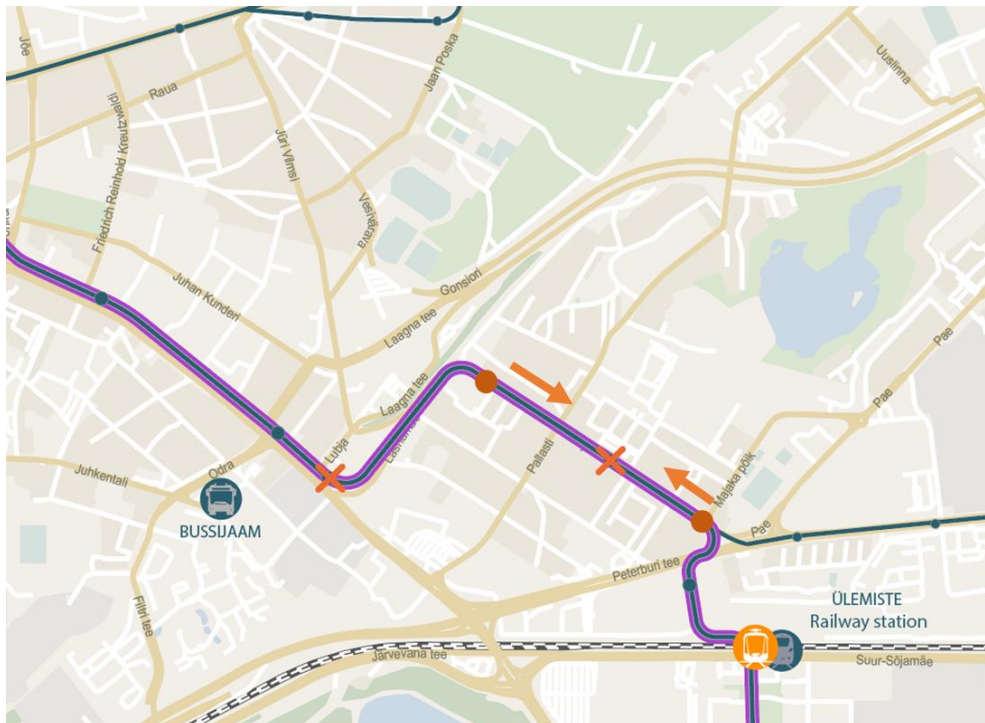 Jõe
Raua
Friedrich Reinhold Kreutzwaldi
Jüri Vilmsi
Jaan Poska
Vesivärava
Uuslinna
Gonsiori
Juhan Kunderi
Laagna tee
Laagna tee
Lubja
Pallasti
Majaka põik
Pae
Pae
Pae
Juhkentali
Odra
BUSSIJAAM
Filtri tee
Peterburi tee
ÜLEMISTE
Railway station
Järvevana tee
Suur-Sõjamäe